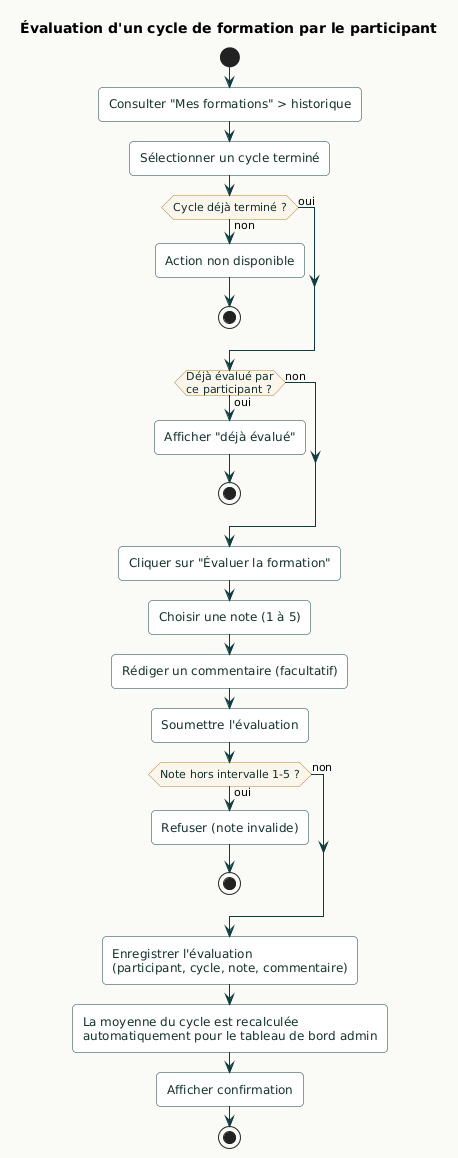 Évaluation d'un cycle de formation par le participant
Consulter "Mes formations" > historique
Sélectionner un cycle terminé
Cycle déjà terminé ?
oui
non
Action non disponible
Déjà évalué par
ce participant ?
non
oui
Afficher "déjà évalué"
Cliquer sur "Évaluer la formation"
Choisir une note (1 à 5)
Rédiger un commentaire (facultatif)
Soumettre l'évaluation
Note hors intervalle 1-5 ?
non
oui
Refuser (note invalide)
Enregistrer l'évaluation
(participant, cycle, note, commentaire)
La moyenne du cycle est recalculée
automatiquement pour le tableau de bord admin
Afficher confirmation